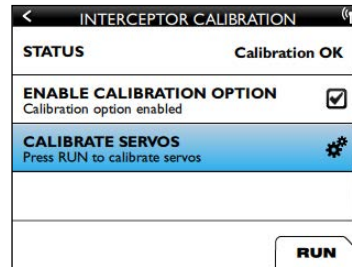 < INTERCEPTOR CALIBRATION
STATUS Calibration OK
ENABLE CALIBRATION OPTION
Calibration option enabled
CALIBRATE SERVOS
Press RUN to calibrate servos
RUN